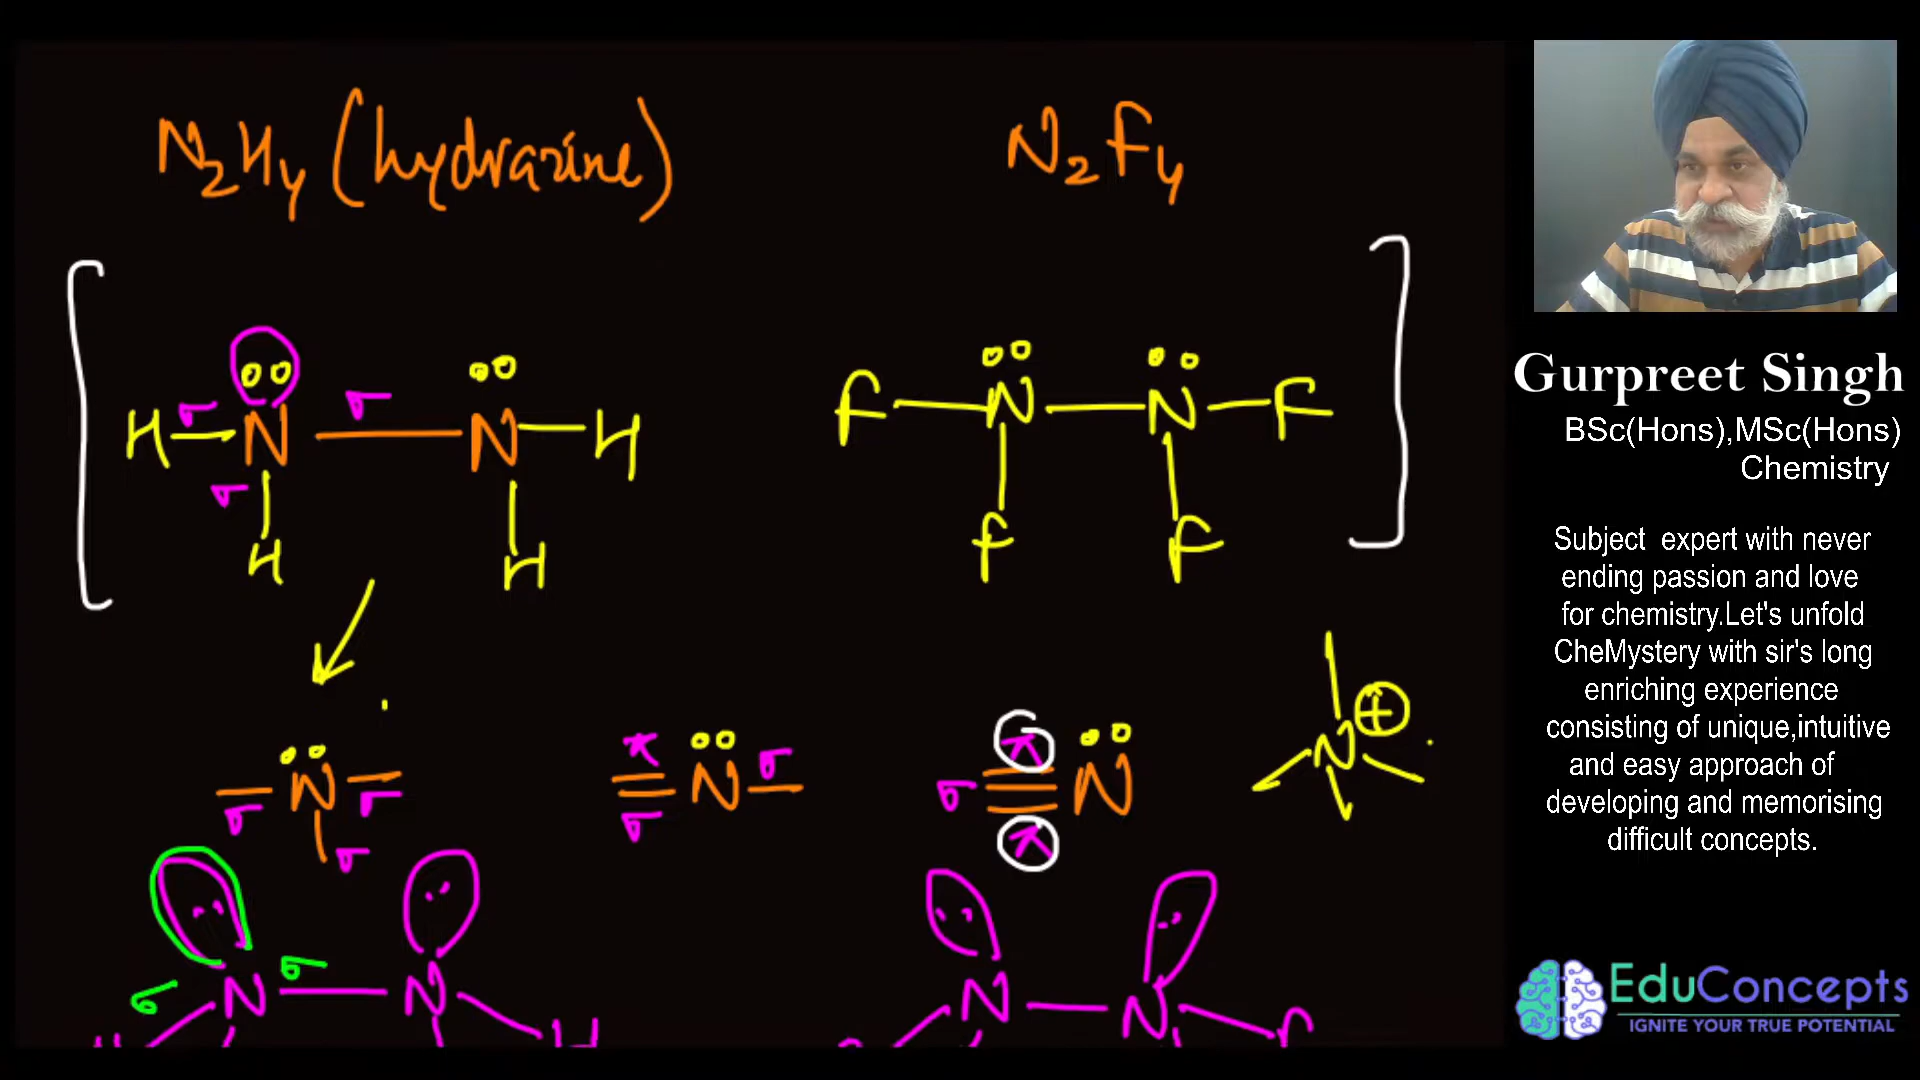 N2H4 (hydrazine)
N2F4
H N N H
H H
F N N F
F F
σ σ
σ
π σ
σ
σ π
π
N N N N ⊕
σ σ
σ
σ σ
N N H
N N
Gurpreet Singh
BSc(Hons),MSc(Hons)
Chemistry
Subject expert with never
ending passion and love
for chemistry.Let's unfold
CheMystery with sir's long
enriching experience
consisting of unique,intuitive
and easy approach of
developing and memorising
difficult concepts.
EduConcepts
IGNITE YOUR TRUE POTENTIAL